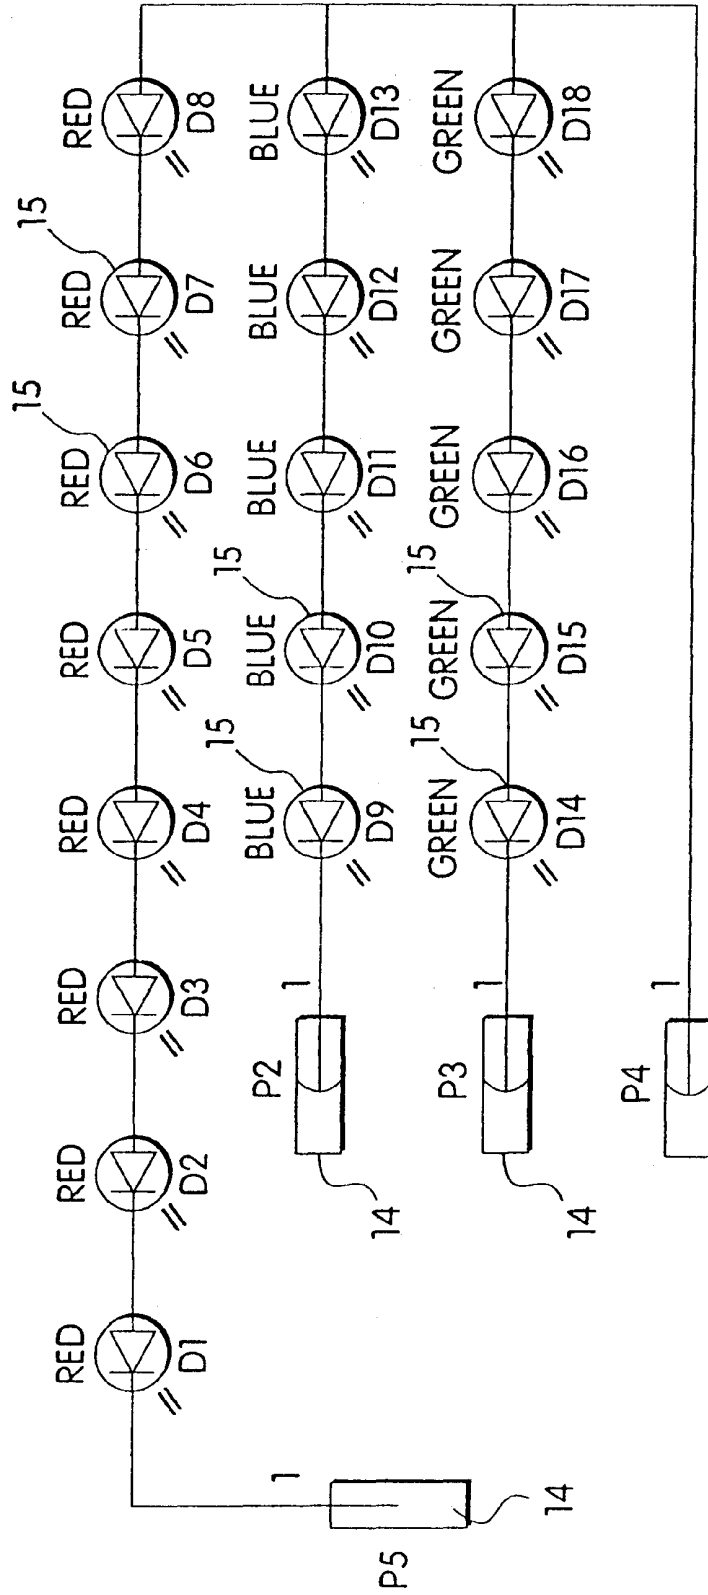 15 15
RED RED RED RED RED RED RED RED
D1 D2 D3 D4 D5 D6 D7 D8
15 15
BLUE BLUE BLUE BLUE BLUE
1
P2 1
D9 D10 D11 D12 D13
14
15 15
GREEN GREEN GREEN GREEN GREEN
P5
P3 1
14
D14 D15 D16 D17 D18
14
P4 1